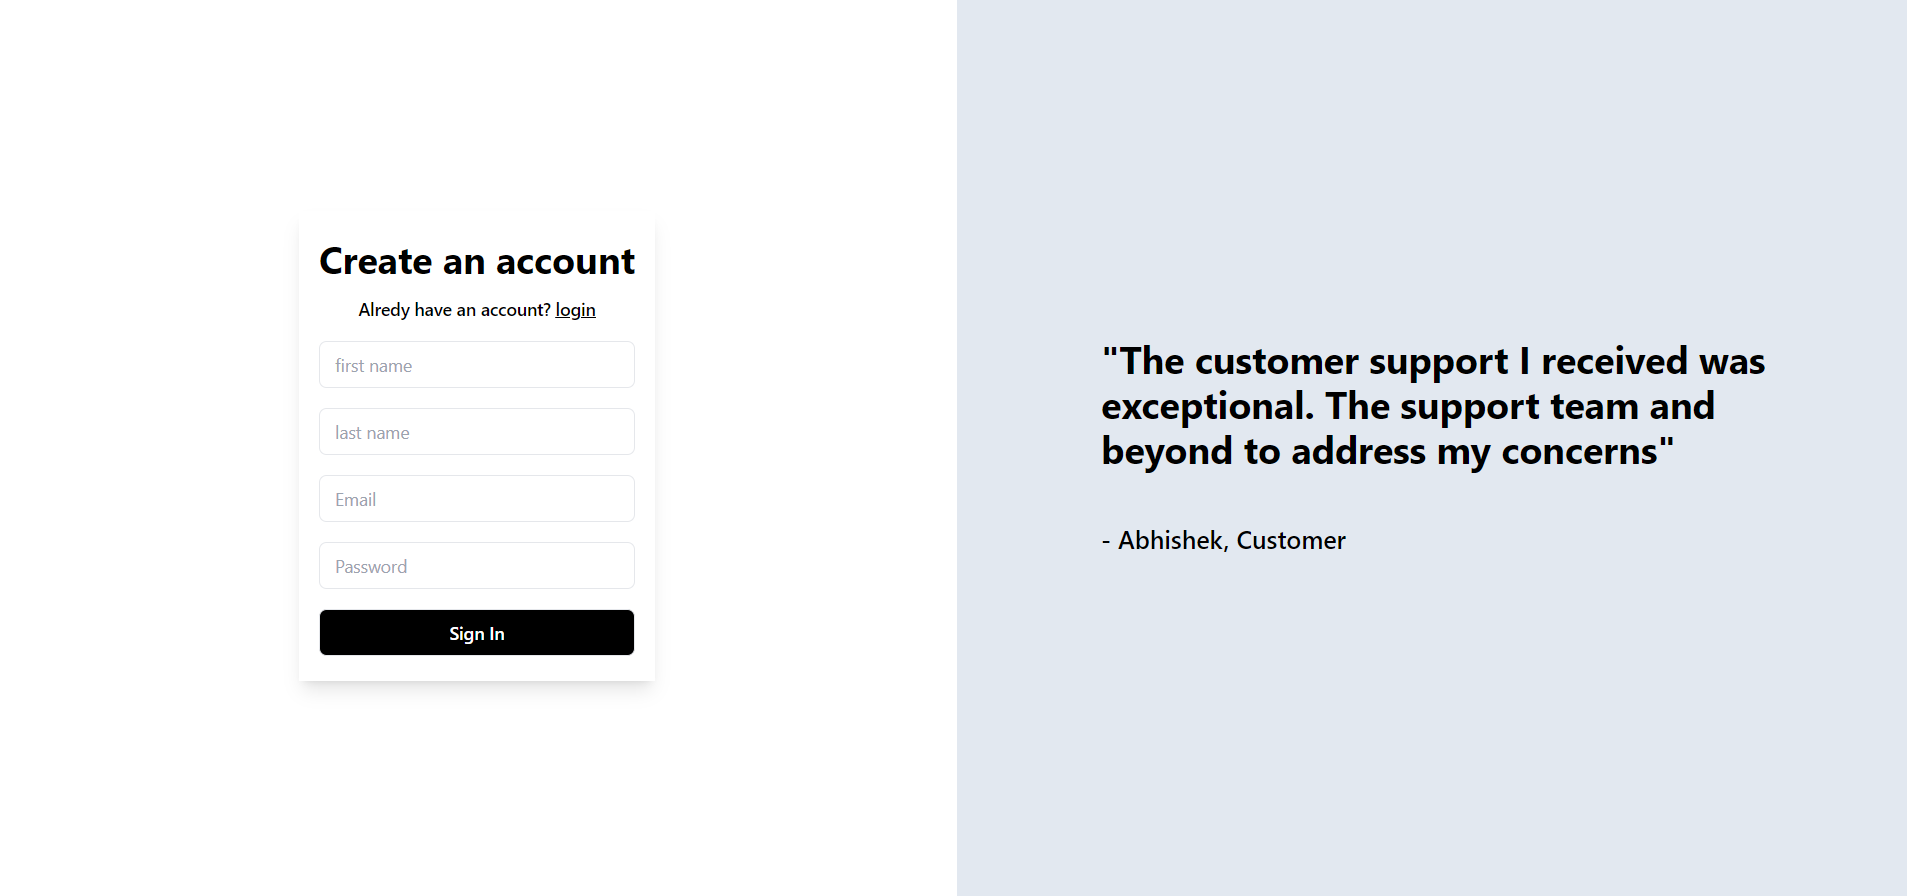 Create an account
Alredy have an account? login
first name
last name
Email
Password
Sign In
"The customer support I received was
exceptional. The support team and
beyond to address my concerns"
- Abhishek, Customer